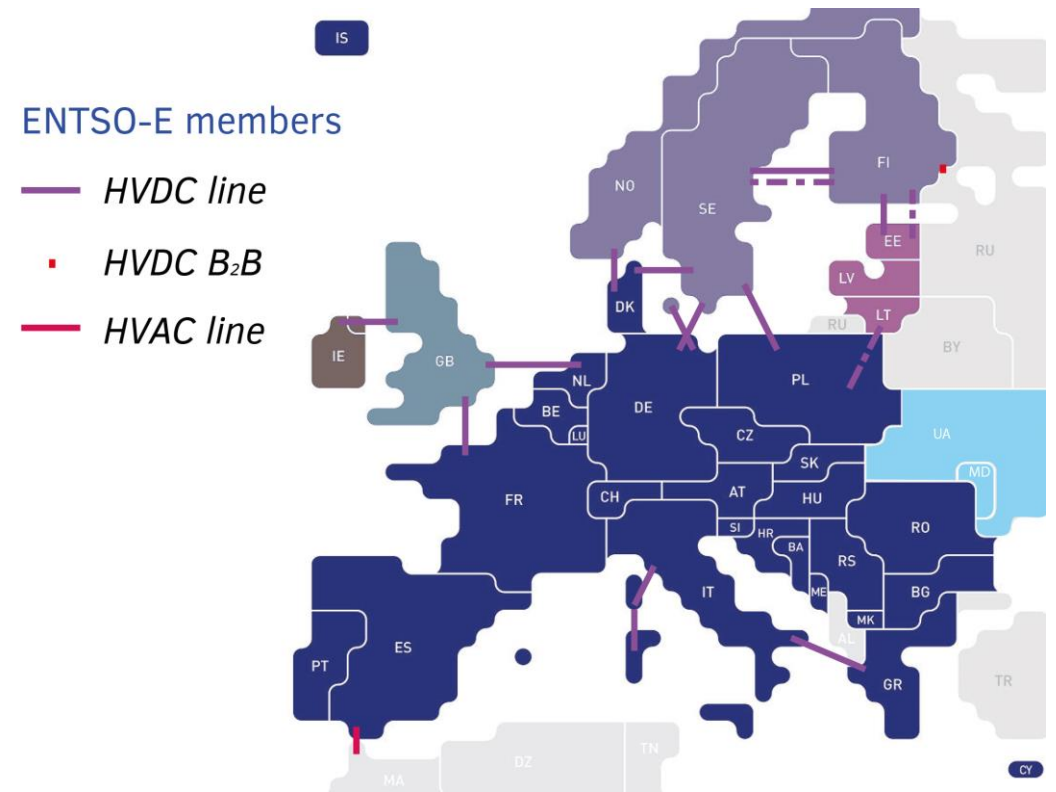 IS
ENTSO-E members
HVDC line
HVDC B₂B
HVAC line
NO
SE
FI
RU
EE
LV
LT
RU
BY
DK
IE
GB
NL
BE
LU
DE
PL
CZ
SK
UA
MD
FR
CH
AT
HU
SI
HR
BA
RS
RO
IT
ME
BG
MK
AL
PT
ES
GR
TR
MA
DZ
TN
CY